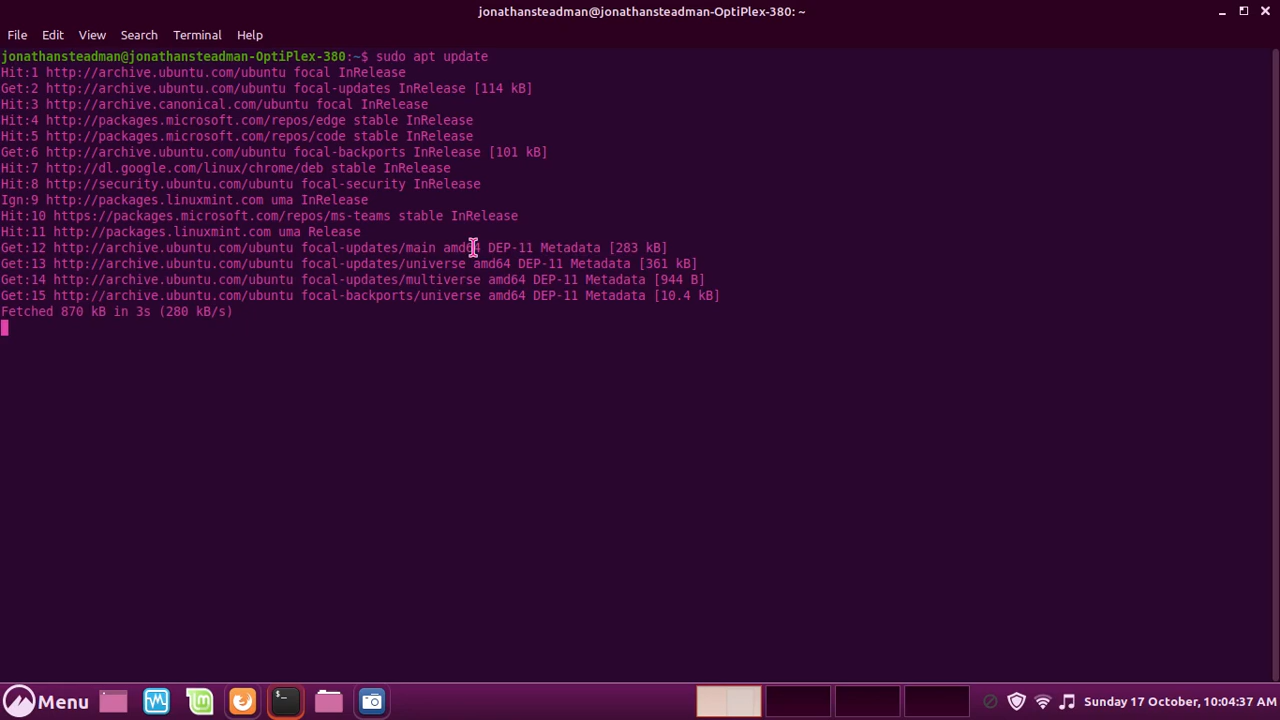 jonathansteadman@jonathansteadman-OptiPlex-380: ~
File Edit View Search Terminal Help
jonathansteadman@jonathansteadman-OptiPlex-380:~$ sudo apt update
Hit:1 http://archive.ubuntu.com/ubuntu focal InRelease
Get:2 http://archive.ubuntu.com/ubuntu focal-updates InRelease [114 kB]
Hit:3 http://archive.canonical.com/ubuntu focal InRelease
Hit:4 http://packages.microsoft.com/repos/edge stable InRelease
Hit:5 http://packages.microsoft.com/repos/code stable InRelease
Get:6 http://archive.ubuntu.com/ubuntu focal-backports InRelease [101 kB]
Hit:7 http://dl.google.com/linux/chrome/deb stable InRelease
Hit:8 http://security.ubuntu.com/ubuntu focal-security InRelease
Ign:9 http://packages.linuxmint.com uma InRelease
Hit:10 https://packages.microsoft.com/repos/ms-teams stable InRelease
Hit:11 http://packages.linuxmint.com uma Release
Get:12 http://archive.ubuntu.com/ubuntu focal-updates/main amd64 DEP-11 Metadata [283 kB]
Get:13 http://archive.ubuntu.com/ubuntu focal-updates/universe amd64 DEP-11 Metadata [361 kB]
Get:14 http://archive.ubuntu.com/ubuntu focal-updates/multiverse amd64 DEP-11 Metadata [944 B]
Get:15 http://archive.ubuntu.com/ubuntu focal-backports/universe amd64 DEP-11 Metadata [10.4 kB]
Fetched 870 kB in 3s (280 kB/s)
Menu
$_
Sunday 17 October, 10:04:37 AM